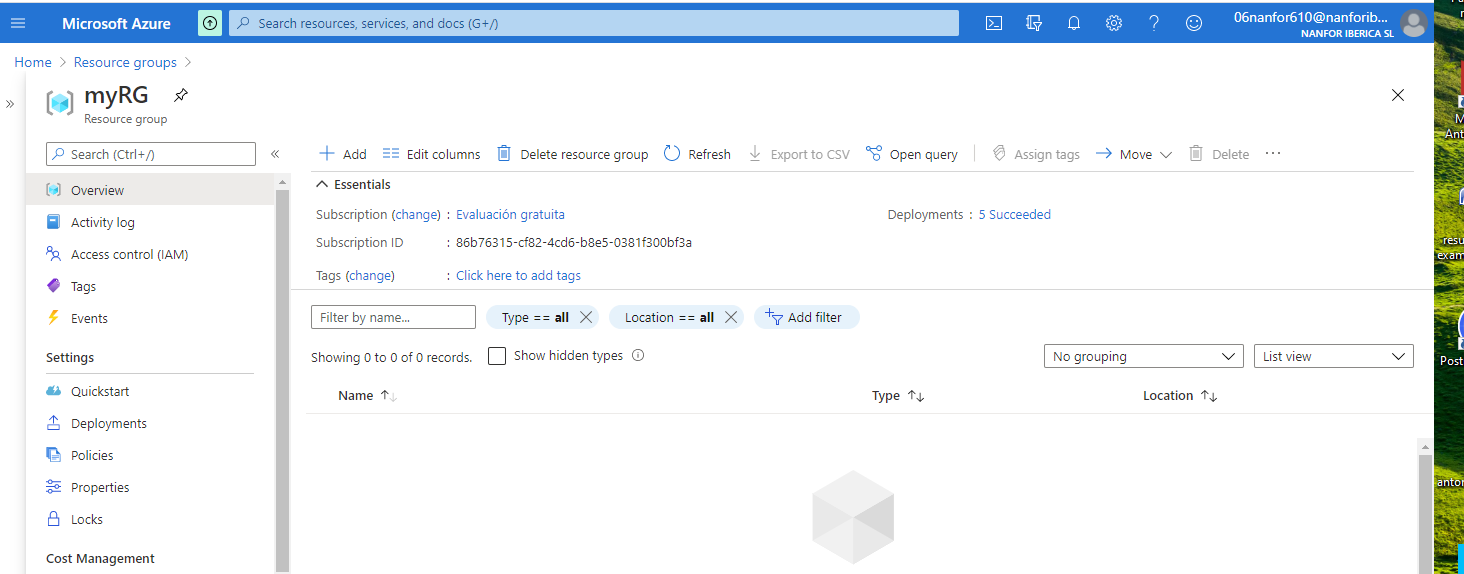 Microsoft Azure
Search resources, services, and docs (G+/)
06nanfor610@nanforib...
NANFOR IBERICA SL
Home > Resource groups >
myRG
Resource group
Search (Ctrl+/)
Overview
Activity log
Access control (IAM)
Tags
Events
Settings
Quickstart
Deployments
Policies
Properties
Locks
Cost Management
Add Edit columns Delete resource group Refresh Export to CSV Open query Assign tags Move Delete ...
Essentials
Subscription (change) : Evaluación gratuita
Deployments : 5 Succeeded
Subscription ID : 86b76315-cf82-4cd6-b8e5-0381f300bf3a
Tags (change) : Click here to add tags
Filter by name... Type == all Location == all Add filter
Showing 0 to 0 of 0 records. Show hidden types No grouping List view
Name Type Location